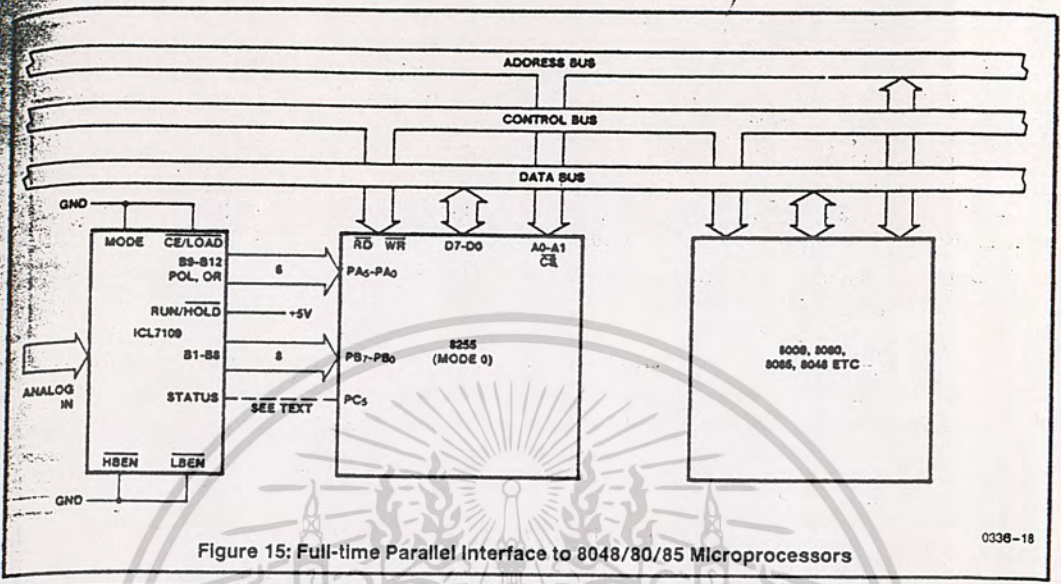 ADDRESS BUS
CONTROL BUS
DATA BUS
GND
MODE CE/LOAD
B9-B12
POL, OR
RUN/HOLD
ICL7109
B1-B8
STATUS
HBEN LBEN
GND
ANALOG
IN
6
+5V
8
SEE TEXT
RD WR D7-D0 A0-A1
CS
PA5-PA0
8255
(MODE 0)
PB7-PB0
PC5
8008, 8080,
8085, 8048 ETC
0336-18
Figure 15: Full-time Parallel Interface to 8048/80/85 Microprocessors